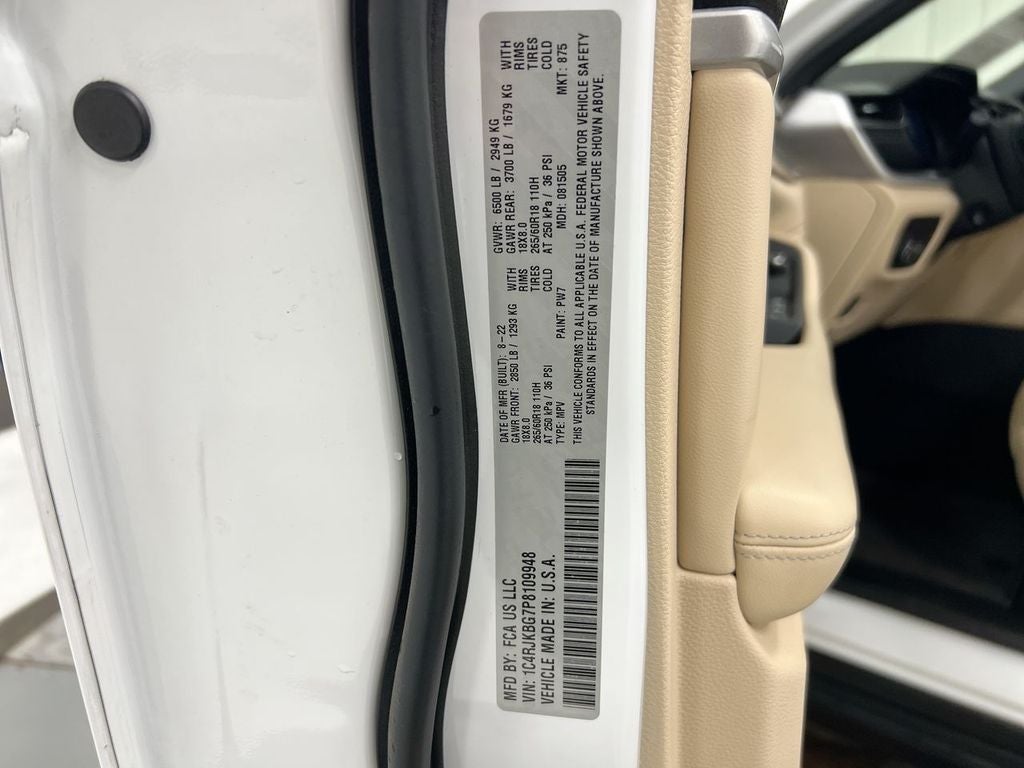 MFD BY: FCA US LLC
VIN: 1C4RJKBG7P8109948
VEHICLE MADE IN: U.S.A.
DATE OF MFR (BUILT): 8-22
GAWR FRONT: 2850 LB / 1293 KG WITH
18X8.0 RIMS
265/60R18 110H TIRES
AT 250 kPa / 36 PSI COLD
TYPE: MPV PAINT: PW7
GVWR: 6500 LB / 2949 KG
GAWR REAR: 3700 LB / 1679 KG WITH
18X8.0 RIMS
265/60R18 110H TIRES
AT 250 kPa / 36 PSI COLD
MDH: 081505 MKT: 875
THIS VEHICLE CONFORMS TO ALL APPLICABLE U.S.A. FEDERAL MOTOR VEHICLE SAFETY
STANDARDS IN EFFECT ON THE DATE OF MANUFACTURE SHOWN ABOVE.